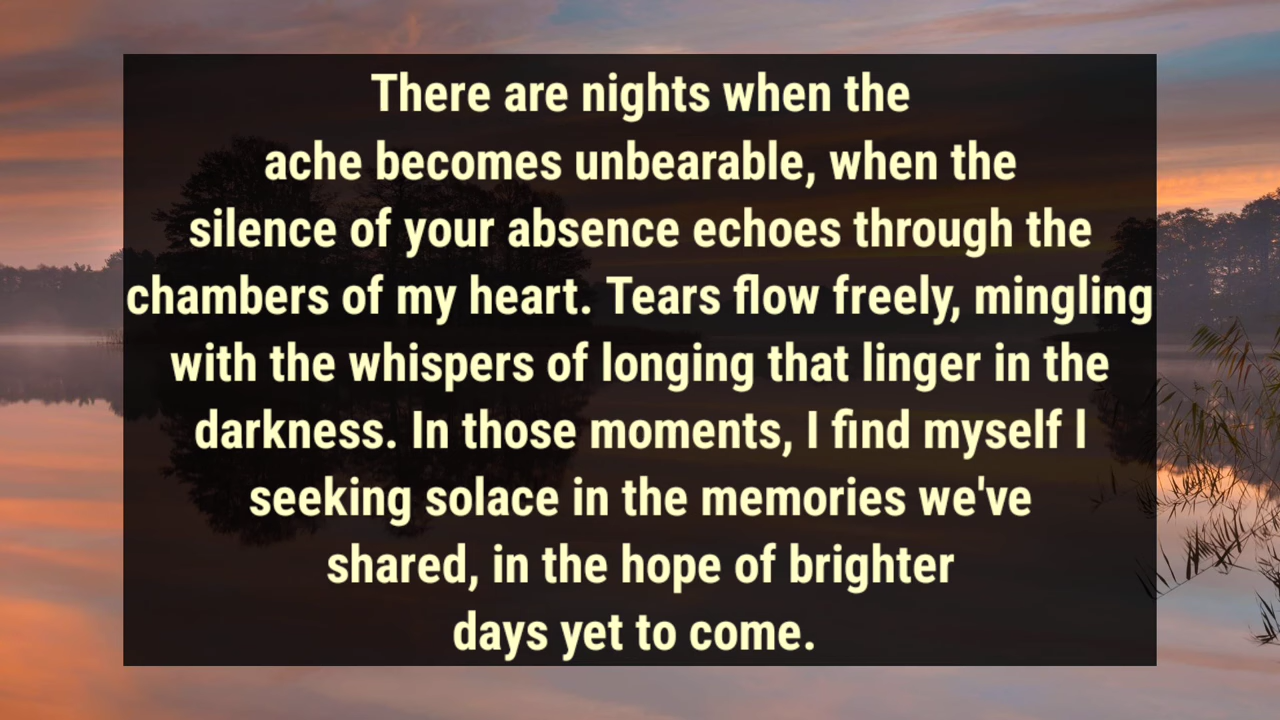 There are nights when the
ache becomes unbearable, when the
silence of your absence echoes through the
chambers of my heart. Tears flow freely, mingling
with the whispers of longing that linger in the
darkness. In those moments, I find myself l
seeking solace in the memories we've
shared, in the hope of brighter
days yet to come.